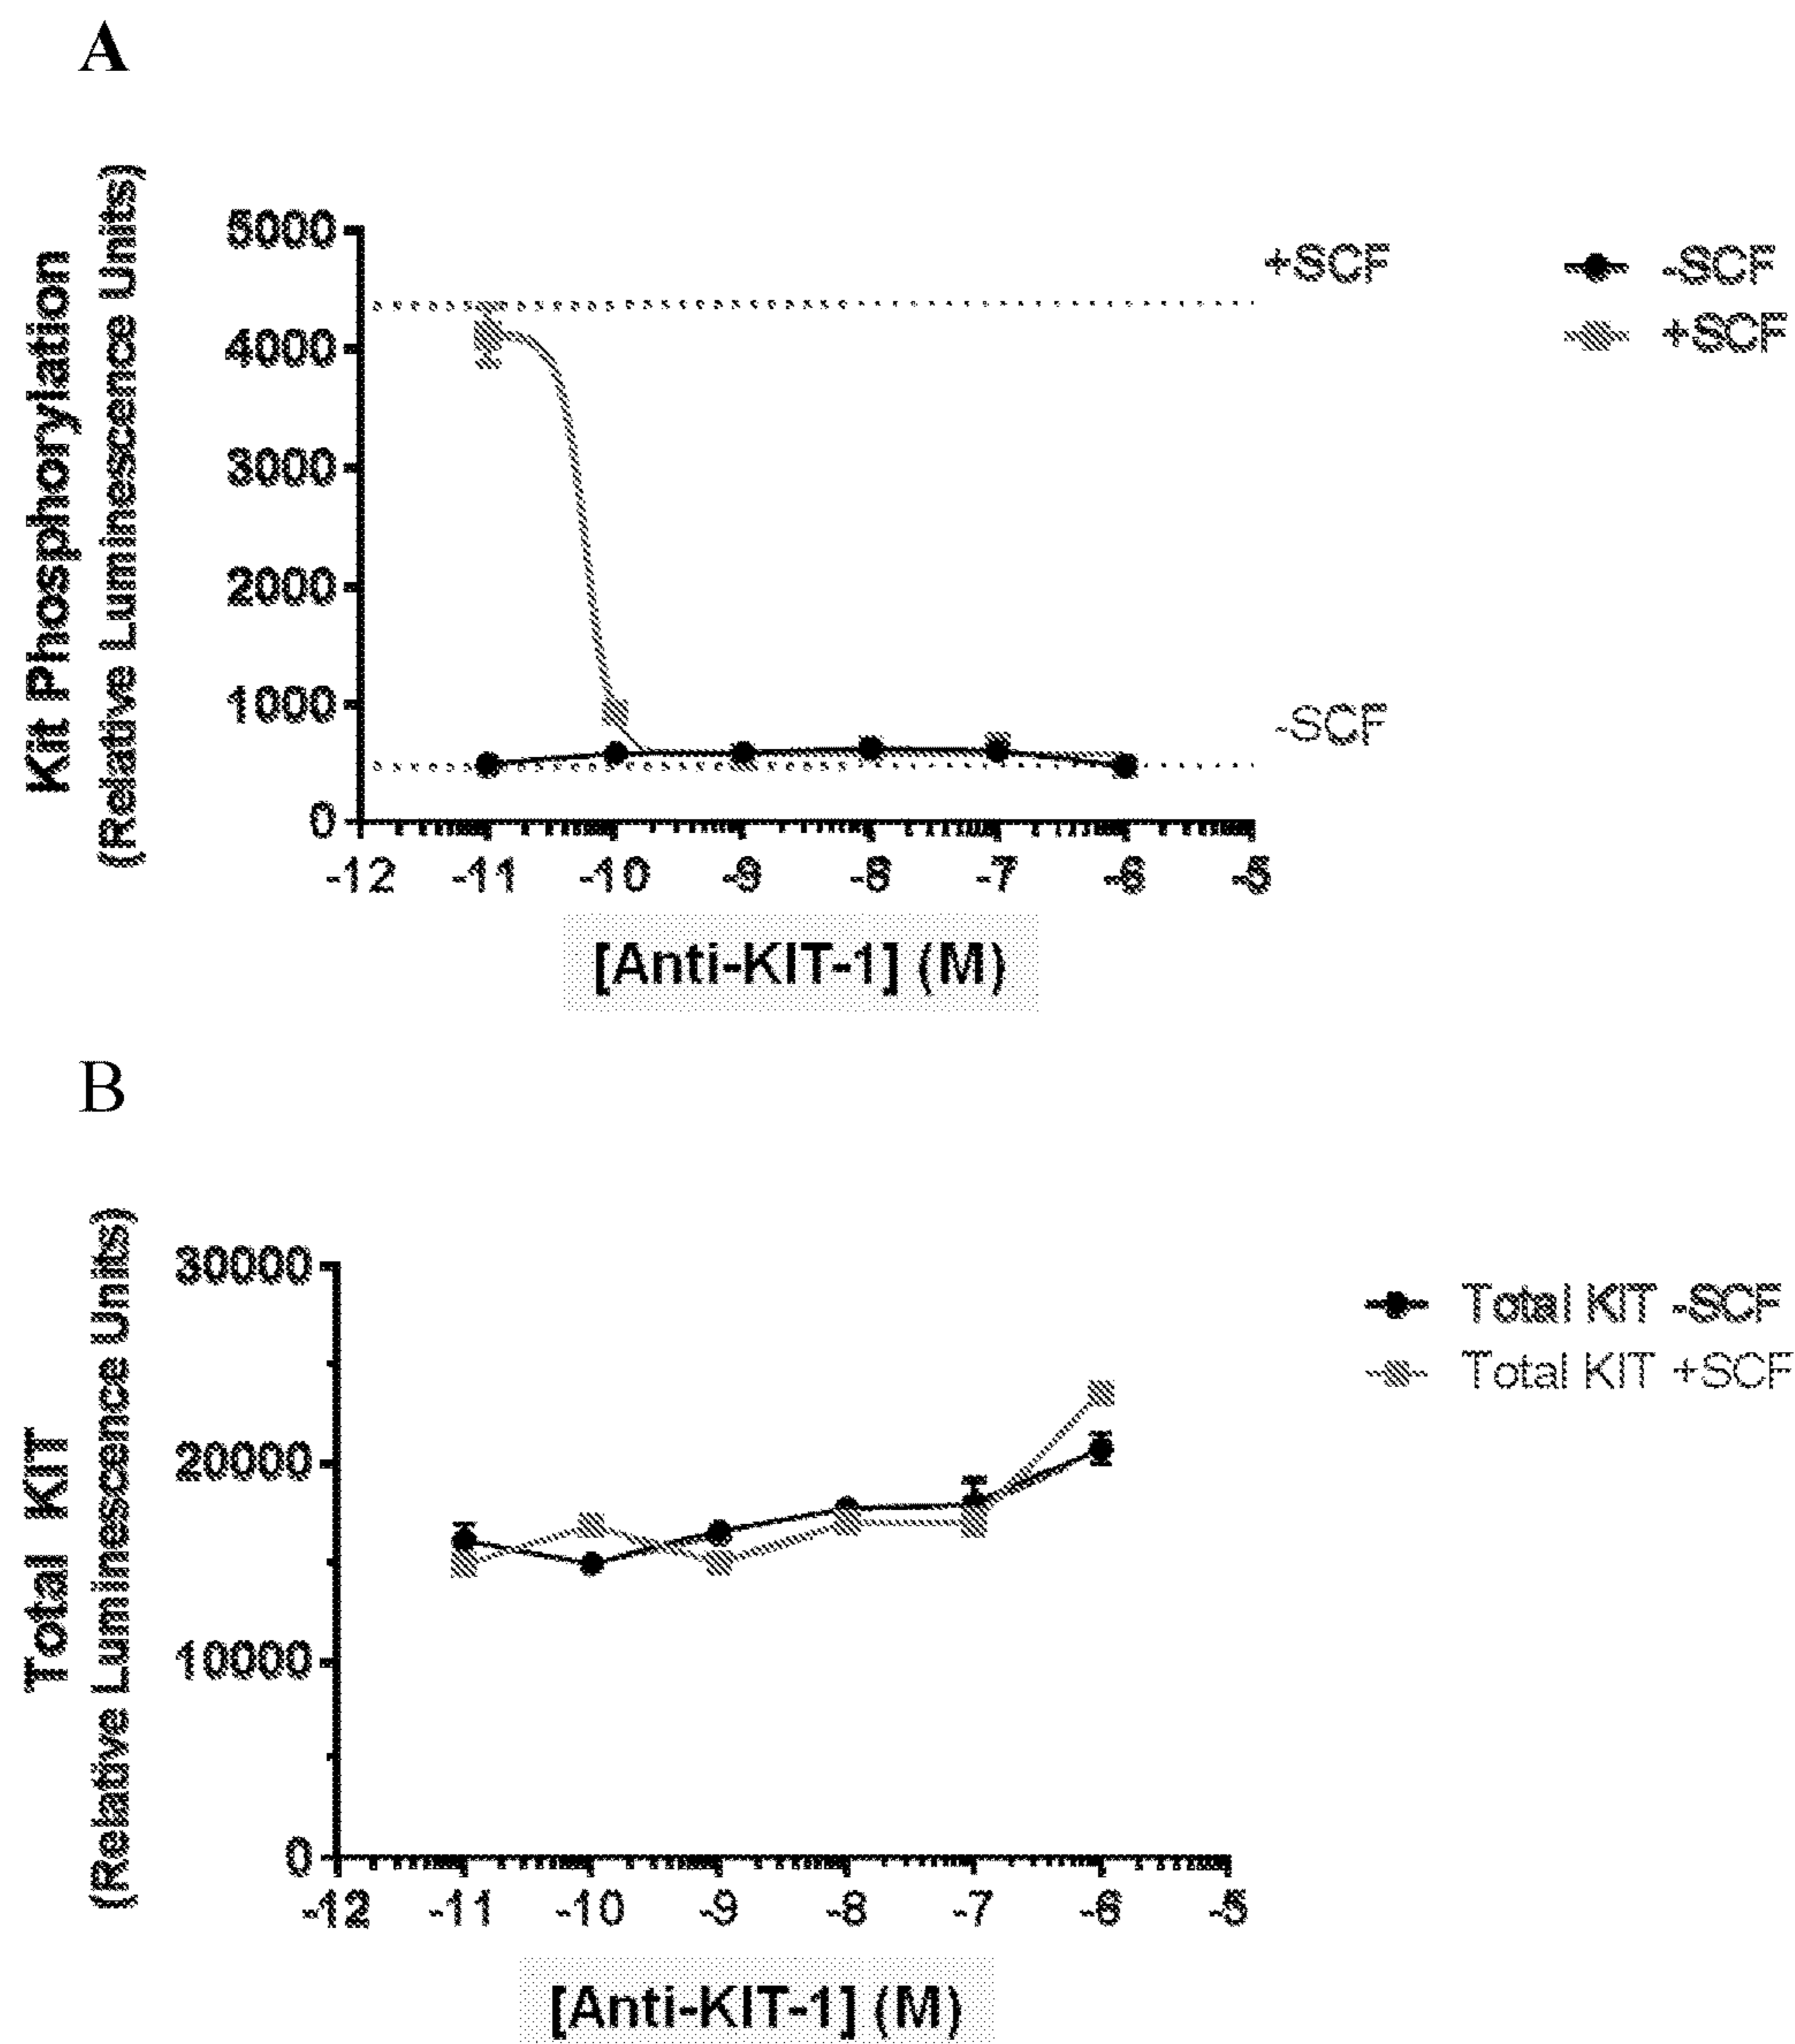 A
Kit Phosphorylation
(Relative Luminescence Units)
5000
4000
3000
2000
1000
0
+SCF
-SCF
-SCF
+SCF
-12 -11 -10 -9 -8 -7 -6 -5
[Anti-KIT-1] (M)
B
Total KIT
(Relative Luminescence Units)
30000
20000
10000
0
Total KIT -SCF
Total KIT +SCF
-12 -11 -10 -9 -8 -7 -6 -5
[Anti-KIT-1] (M)